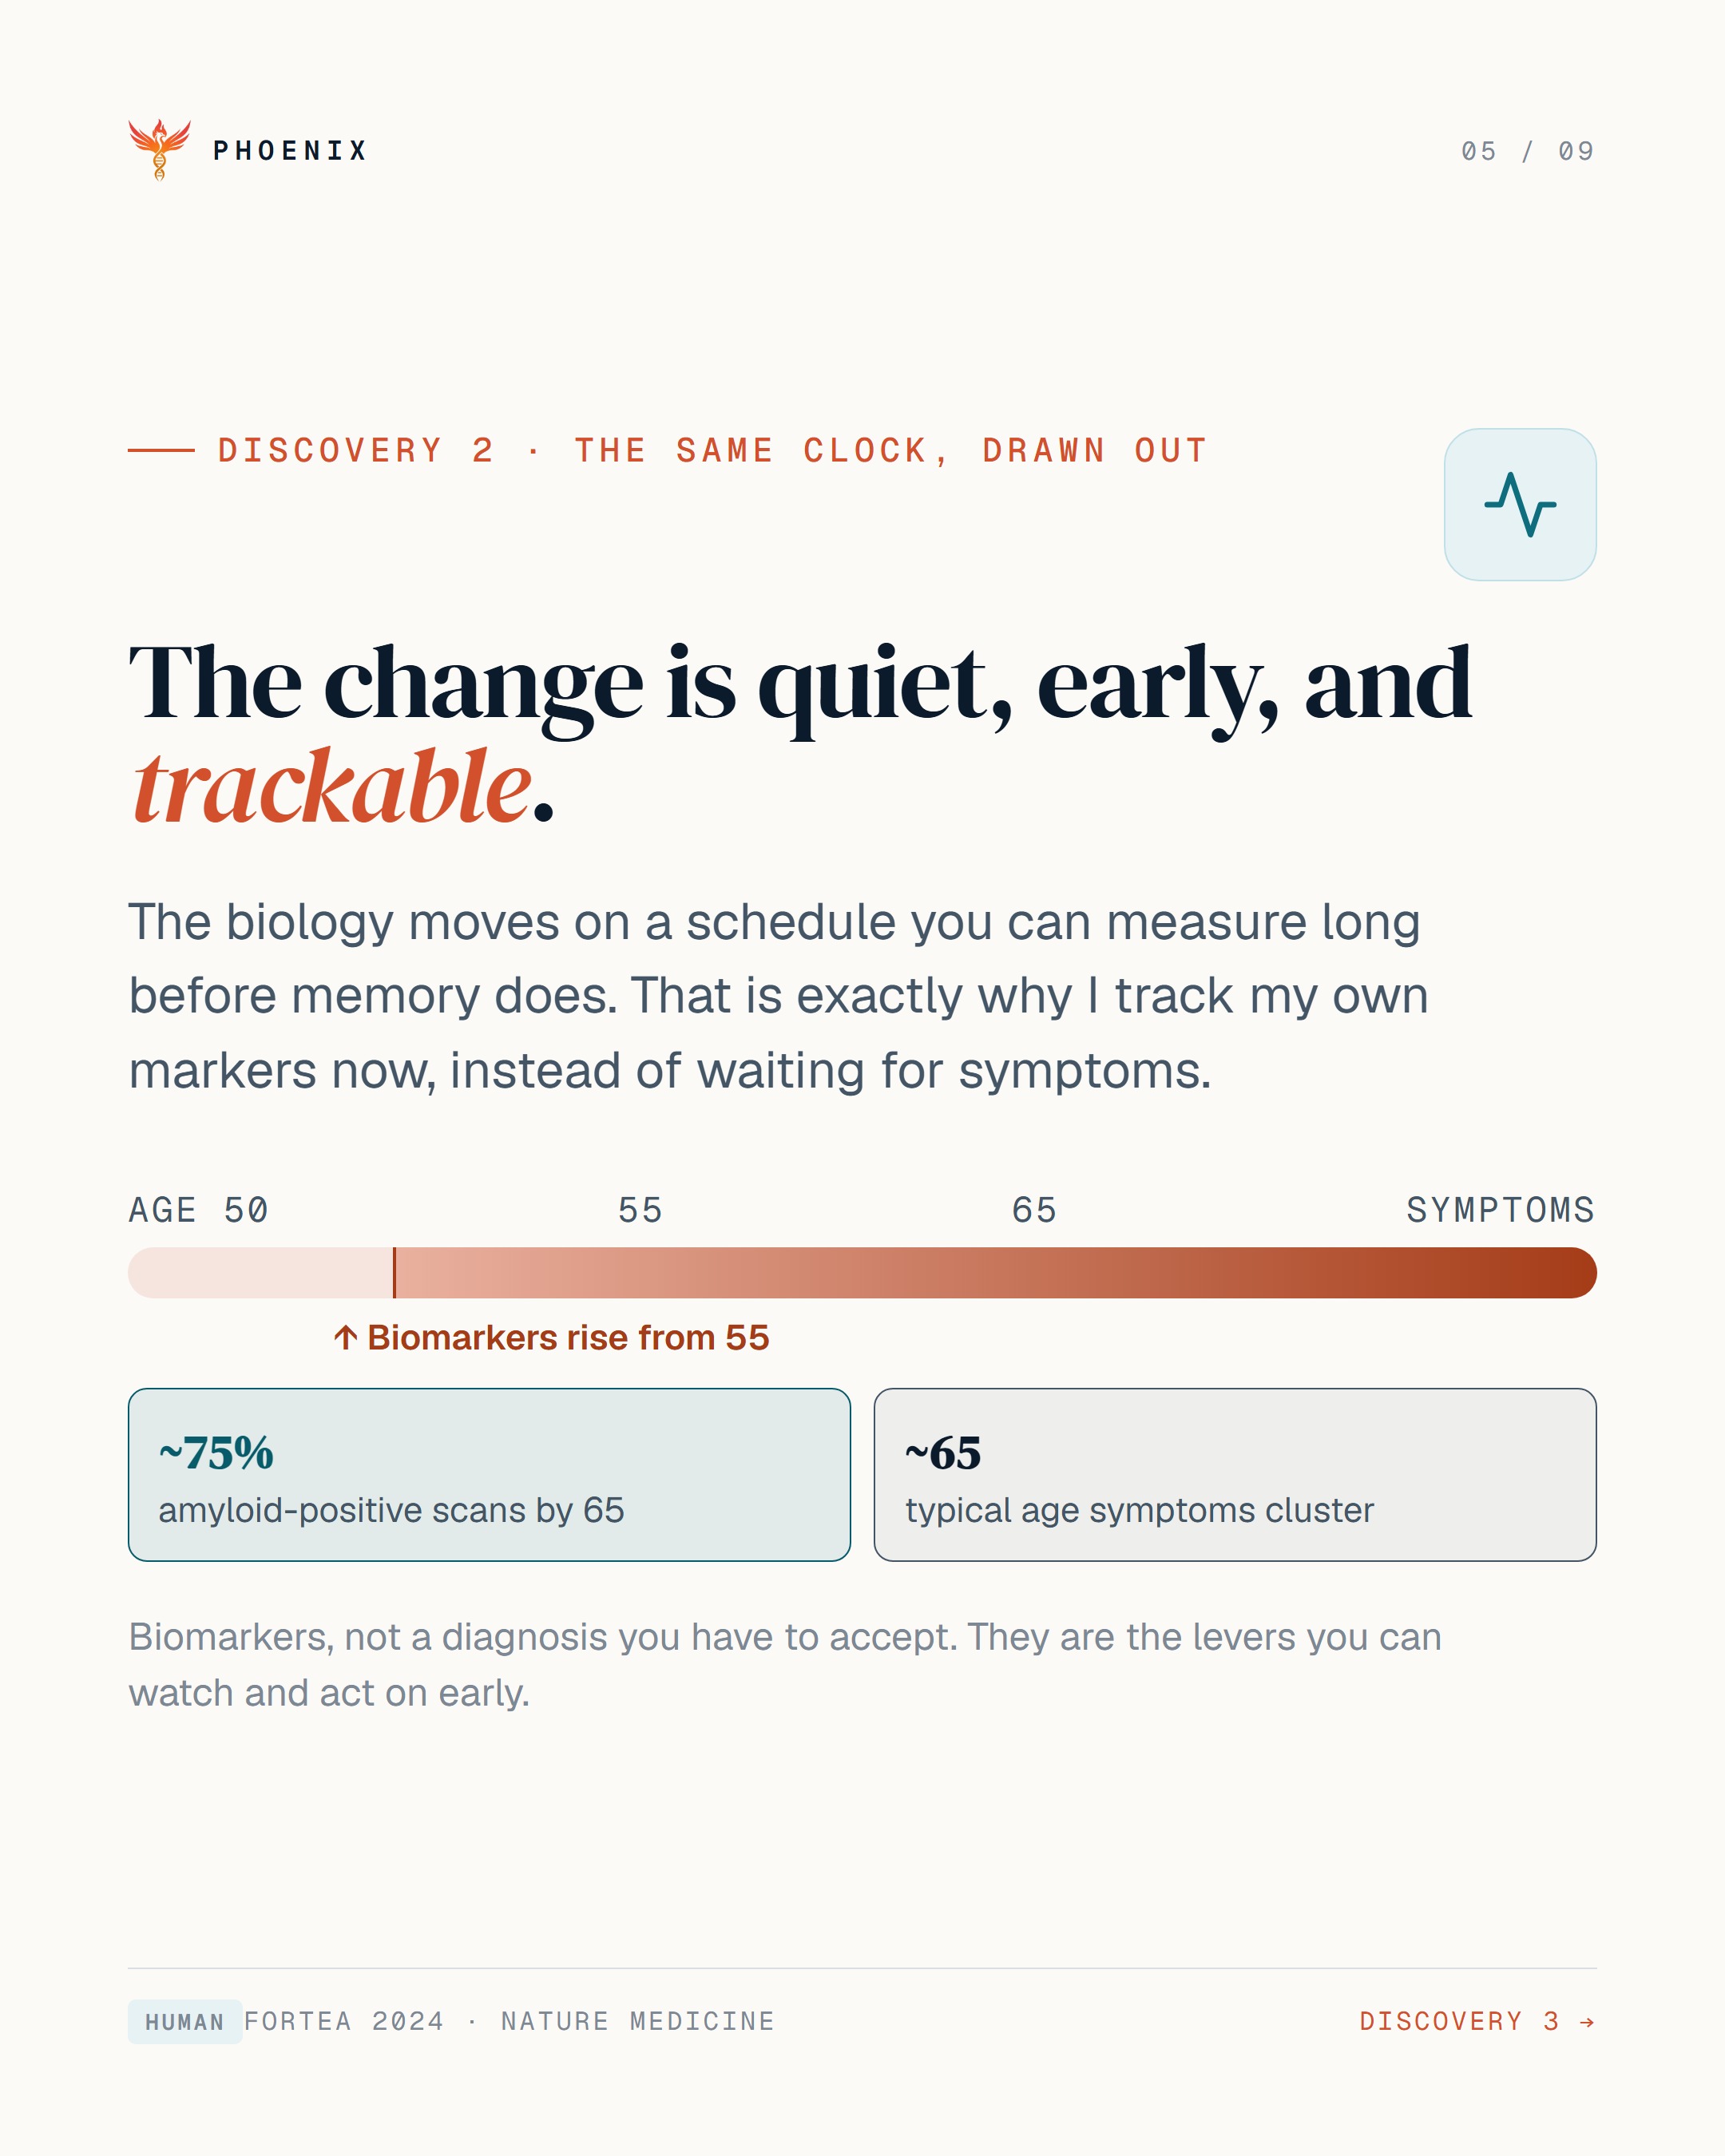 PHOENIX
05 / 09
DISCOVERY 2 · THE SAME CLOCK, DRAWN OUT
The change is quiet, early, and
trackable.
The biology moves on a schedule you can measure long
before memory does. That is exactly why I track my own
markers now, instead of waiting for symptoms.
AGE 50 55 65 SYMPTOMS
↑ Biomarkers rise from 55
~75%
amyloid-positive scans by 65
~65
typical age symptoms cluster
Biomarkers, not a diagnosis you have to accept. They are the levers you can
watch and act on early.
HUMAN FORTEA 2024 · NATURE MEDICINE
DISCOVERY 3 →